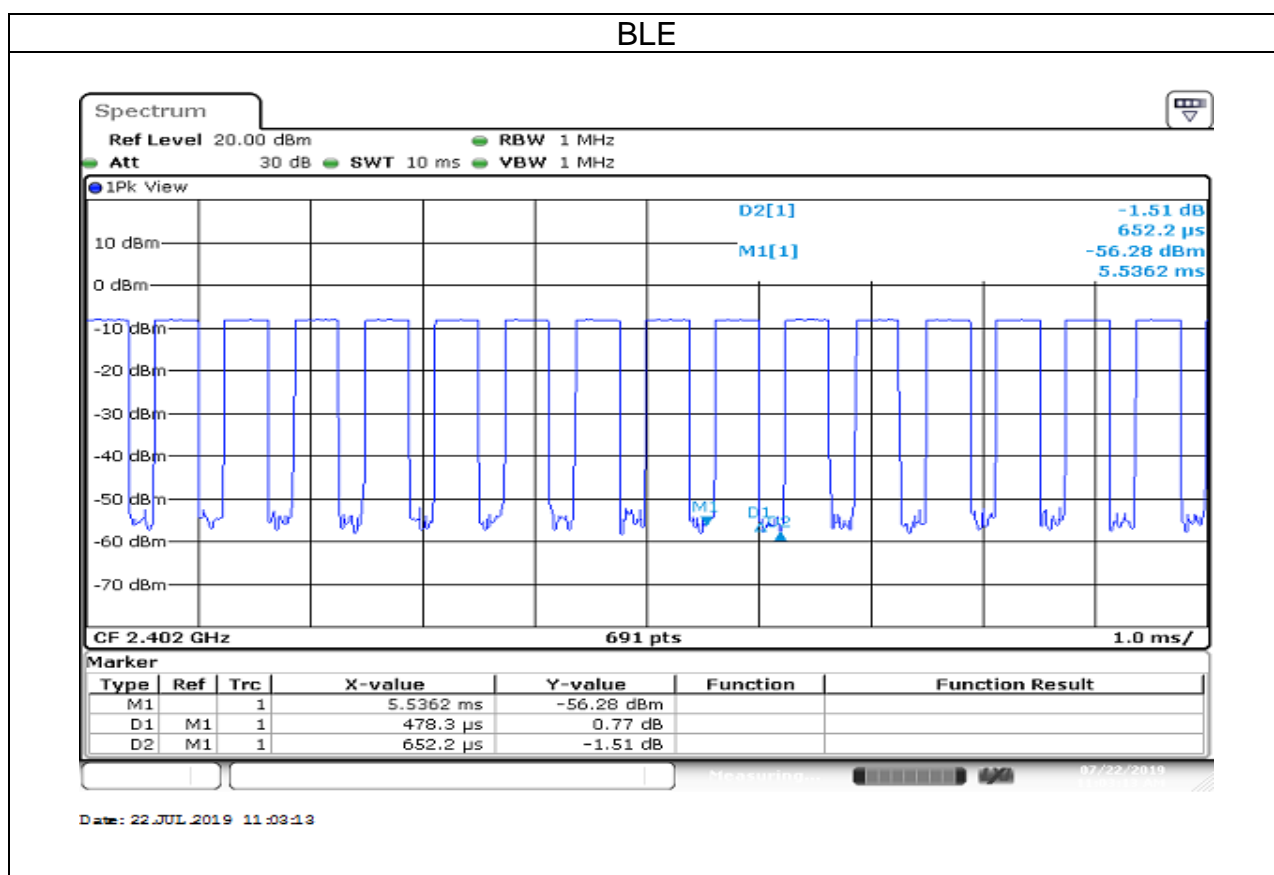 BLE
Spectrum
Ref Level 20.00 dBm RBW 1 MHz
Att 30 dB SWT 10 ms VBW 1 MHz
1Pk View
D2[1] -1.51 dB
652.2 µs
10 dBm
M1[1] -56.28 dBm
5.5362 ms
0 dBm
-10 dBm
-20 dBm
-30 dBm
-40 dBm
-50 dBm
M1 D1 D2
-60 dBm
-70 dBm
CF 2.402 GHz 691 pts 1.0 ms/
Marker
Type Ref Trc X-value Y-value Function Function Result
M1 1 5.5362 ms -56.28 dBm
D1 M1 1 478.3 µs 0.77 dB
D2 M1 1 652.2 µs -1.51 dB
Measuring... 07/22/2019
Date: 22.JUL.2019 11:03:13